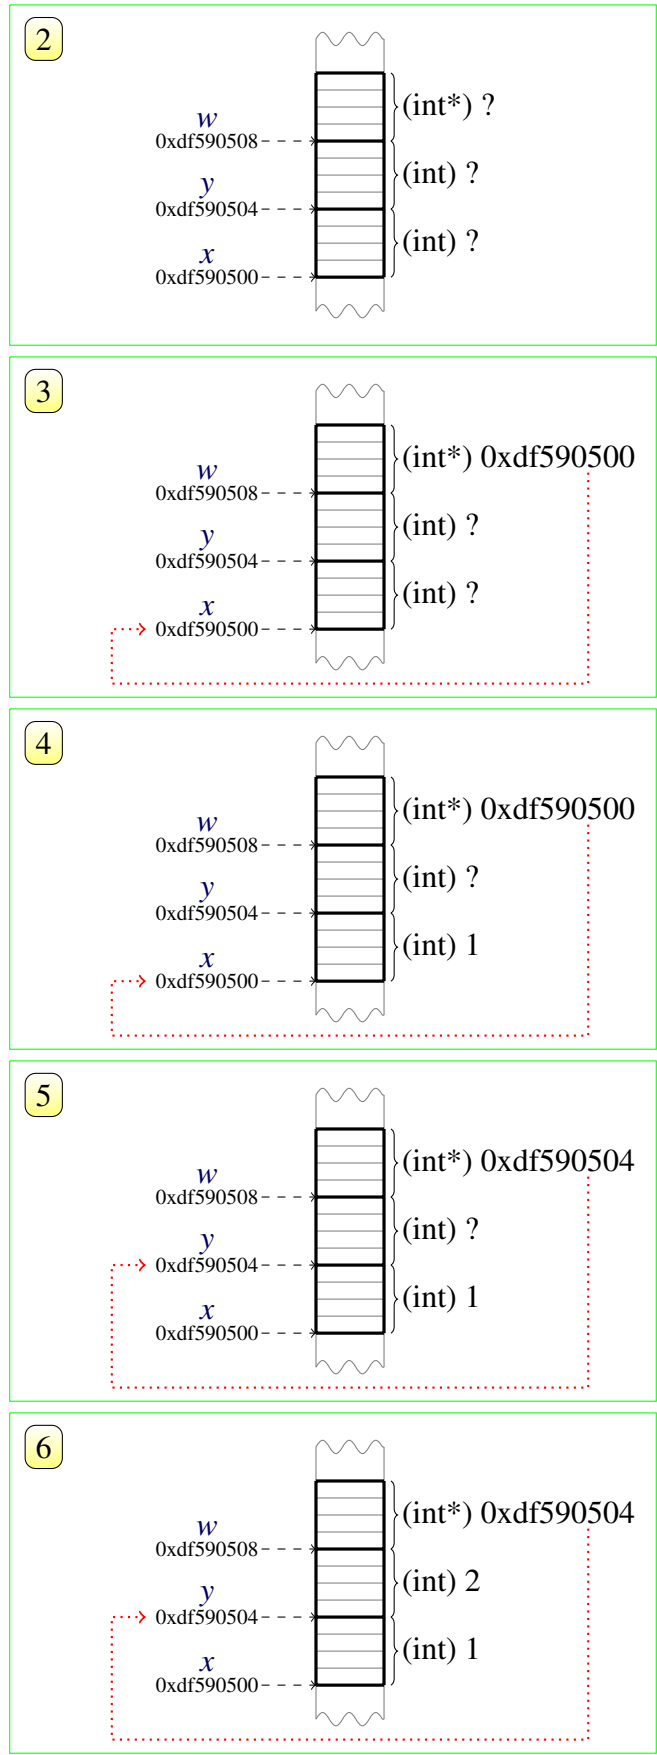 2
(int*) ?
w
0xdf590508
(int) ?
y
0xdf590504
(int) ?
x
0xdf590500
3
(int*) 0xdf590500
w
0xdf590508
(int) ?
y
0xdf590504
(int) ?
x
0xdf590500
4
(int*) 0xdf590500
w
0xdf590508
(int) ?
y
0xdf590504
(int) 1
x
0xdf590500
5
(int*) 0xdf590504
w
0xdf590508
(int) ?
y
0xdf590504
(int) 1
x
0xdf590500
6
(int*) 0xdf590504
w
0xdf590508
(int) 2
y
0xdf590504
(int) 1
x
0xdf590500